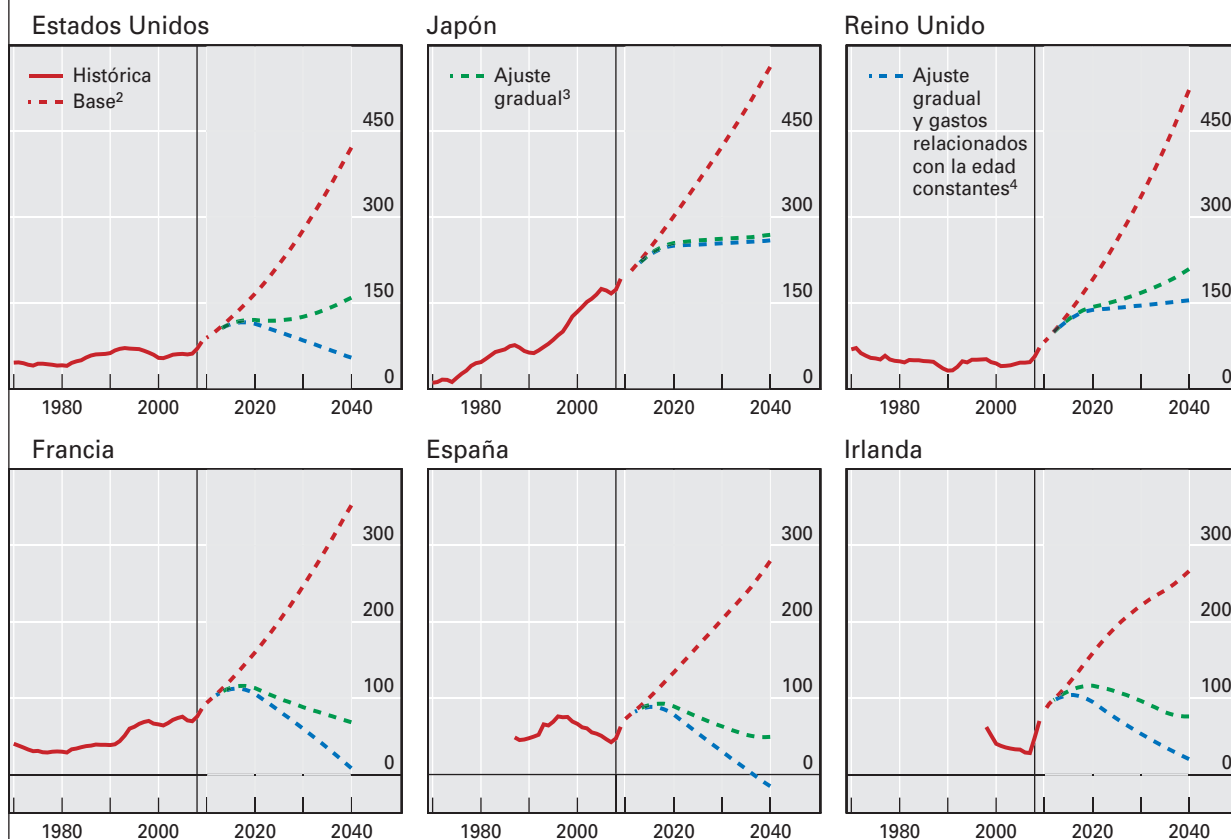 Estados Unidos
Histórica
Base²
450
300
150
0
1980 2000 2020 2040
Japón
Ajuste
gradual³
450
300
150
0
1980 2000 2020 2040
Reino Unido
Ajuste
gradual
y gastos
relacionados
con la edad
constantes⁴
450
300
150
0
1980 2000 2020 2040
Francia
300
200
100
0
1980 2000 2020 2040
España
300
200
100
0
1980 2000 2020 2040
Irlanda
300
200
100
0
1980 2000 2020 2040